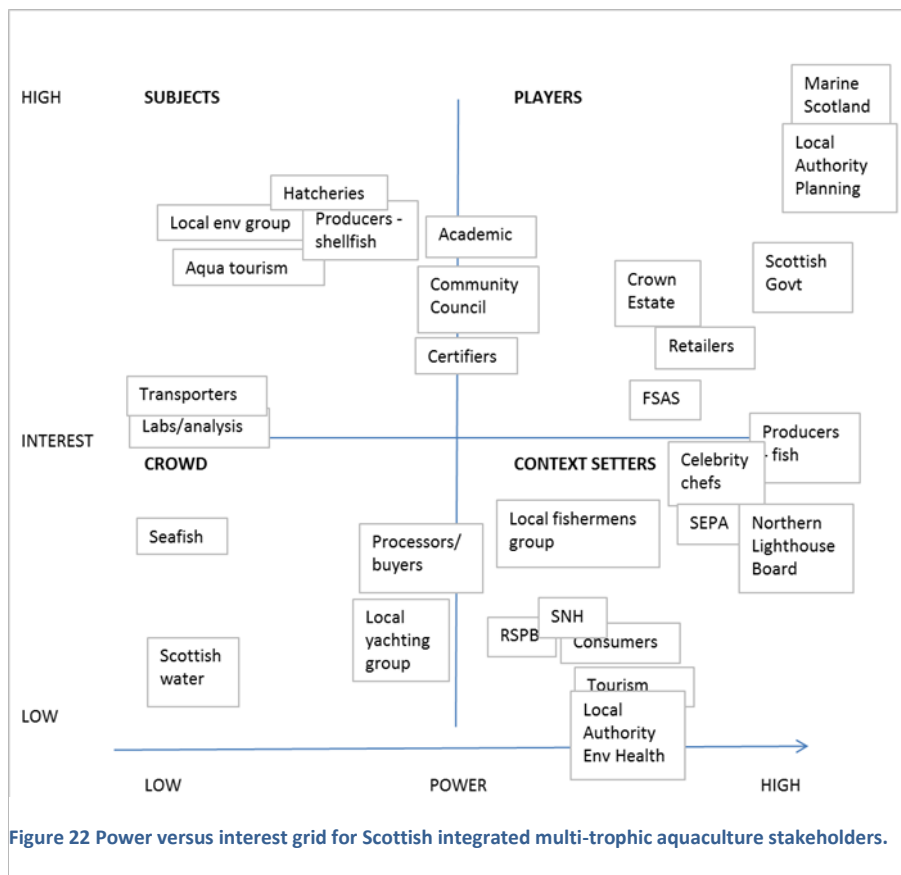 HIGH
SUBJECTS
PLAYERS
Marine
Scotland
Local
Authority
Planning
Hatcheries
Local env group
Producers -
shellfish
Academic
Aqua tourism
Scottish
Govt
Community
Council
Crown
Estate
Retailers
Certifiers
Transporters
FSAS
Labs/analysis
INTEREST
Producers
- fish
CROWD
CONTEXT SETTERS
Celebrity
chefs
Seafish
Processors/
buyers
Local fishermens
group
SEPA
Northern
Lighthouse
Board
Local
yachting
group
SNH
RSPB
Consumers
Scottish
water
Tourism
Local
Authority
Env Health
LOW
LOW
POWER
HIGH
Figure 22 Power versus interest grid for Scottish integrated multi-trophic aquaculture stakeholders.